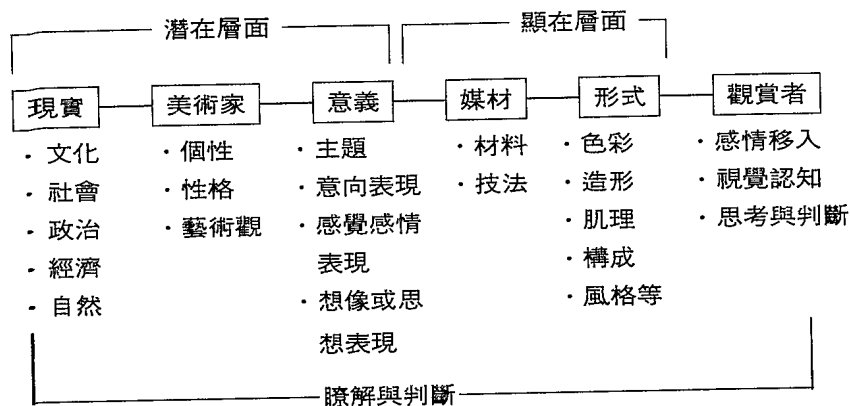 潛在層面
顯在層面
現實
美術家
意義
媒材
形式
觀賞者
・文化
・社會
・政治
・經濟
・自然
・個性
・性格
・藝術觀
・主題
・意向表現
・感覺感情
表現
・想像或思
想表現
・材料
・技法
・色彩
・造形
・肌理
・構成
・風格等
・感情移入
・視覺認知
・思考與判斷
瞭解與判斷